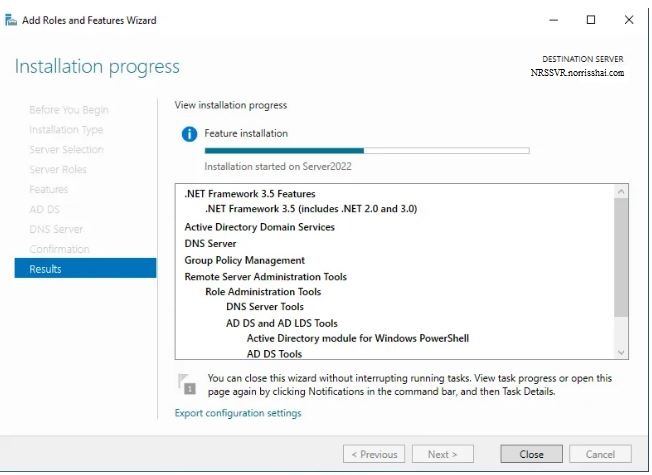 Add Roles and Features Wizard
Installation progress
DESTINATION SERVER
NRSSVR.norrisshai.com
Before You Begin
Installation Type
Server Selection
Server Roles
Features
AD DS
DNS Server
Confirmation
Results
View installation progress
Feature installation
Installation started on Server2022
.NET Framework 3.5 Features
.NET Framework 3.5 (includes .NET 2.0 and 3.0)
Active Directory Domain Services
DNS Server
Group Policy Management
Remote Server Administration Tools
Role Administration Tools
DNS Server Tools
AD DS and AD LDS Tools
Active Directory module for Windows PowerShell
AD DS Tools
1
You can close this wizard without interrupting running tasks. View task progress or open this
page again by clicking Notifications in the command bar, and then Task Details.
Export configuration settings
< Previous
Next >
Close
Cancel